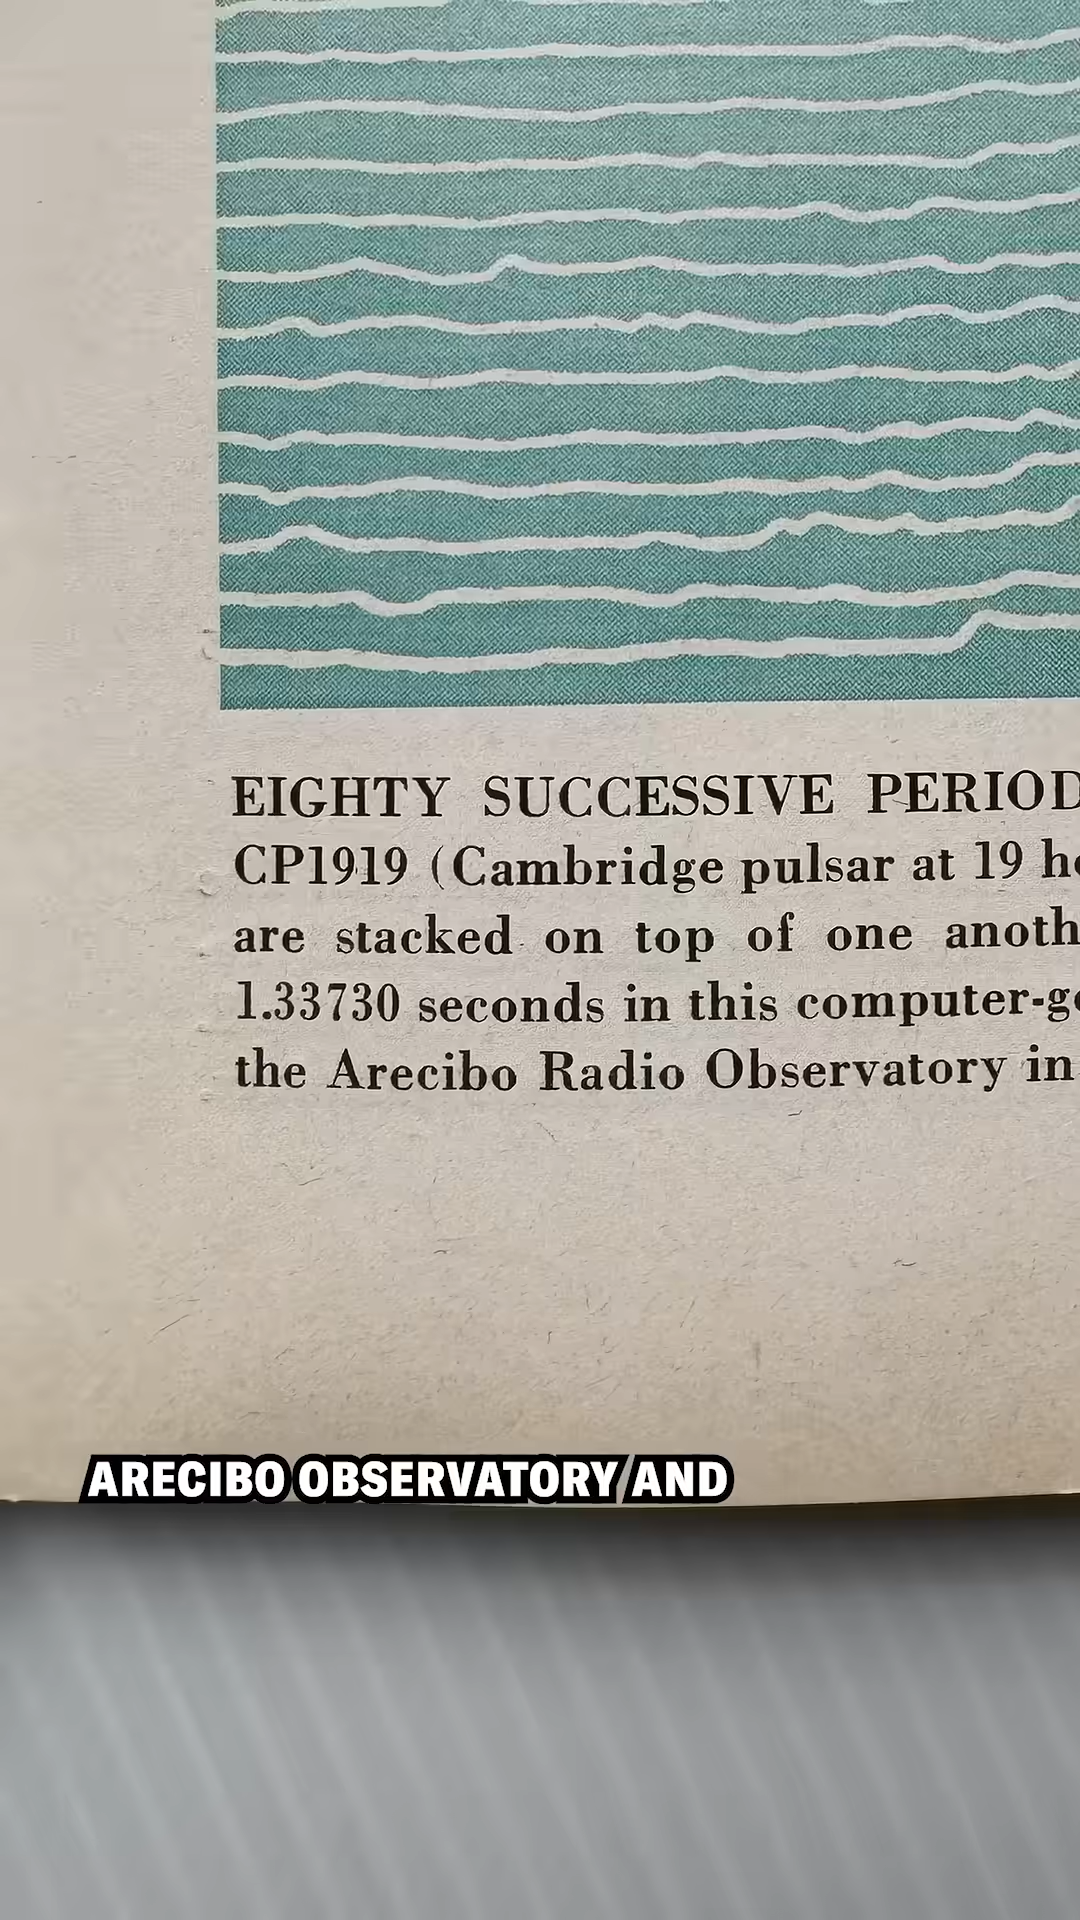 EIGHTY SUCCESSIVE PERIOD
CP1919 (Cambridge pulsar at 19 h
are stacked on top of one anoth
1.33730 seconds in this computer-g
the Arecibo Radio Observatory in
ARECIBO OBSERVATORY AND